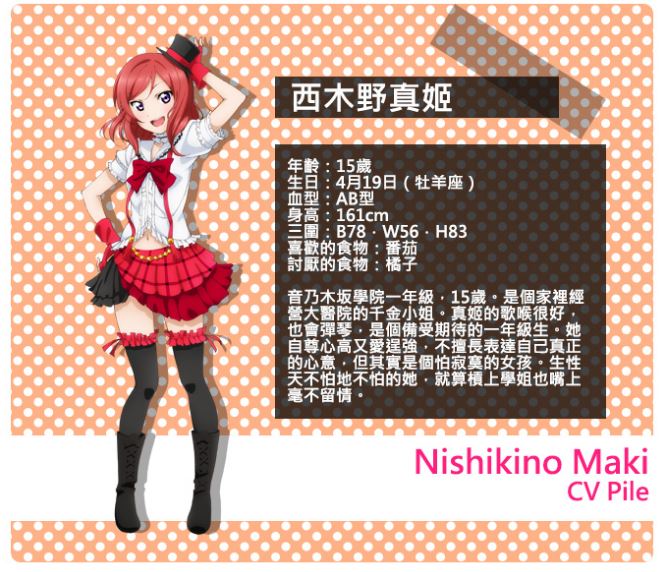 西木野真姬
年齡：15歲
生日：4月19日（牡羊座）
血型：AB型
身高：161cm
三圍：B78．W56．H83
喜歡的食物：番茄
討厭的食物：橘子
音乃木坂學院一年級，15歲。是個家裡經
營大醫院的千金小姐。真姬的歌喉很好，
也會彈琴，是個備受期待的一年級生。她
自尊心高又愛逞強，不擅長表達自己真正
的心意，但其實是個怕寂寞的女孩。生性
天不怕地不怕的她，就算槓上學姐也嘴上
毫不留情。
Nishikino Maki
CV Pile